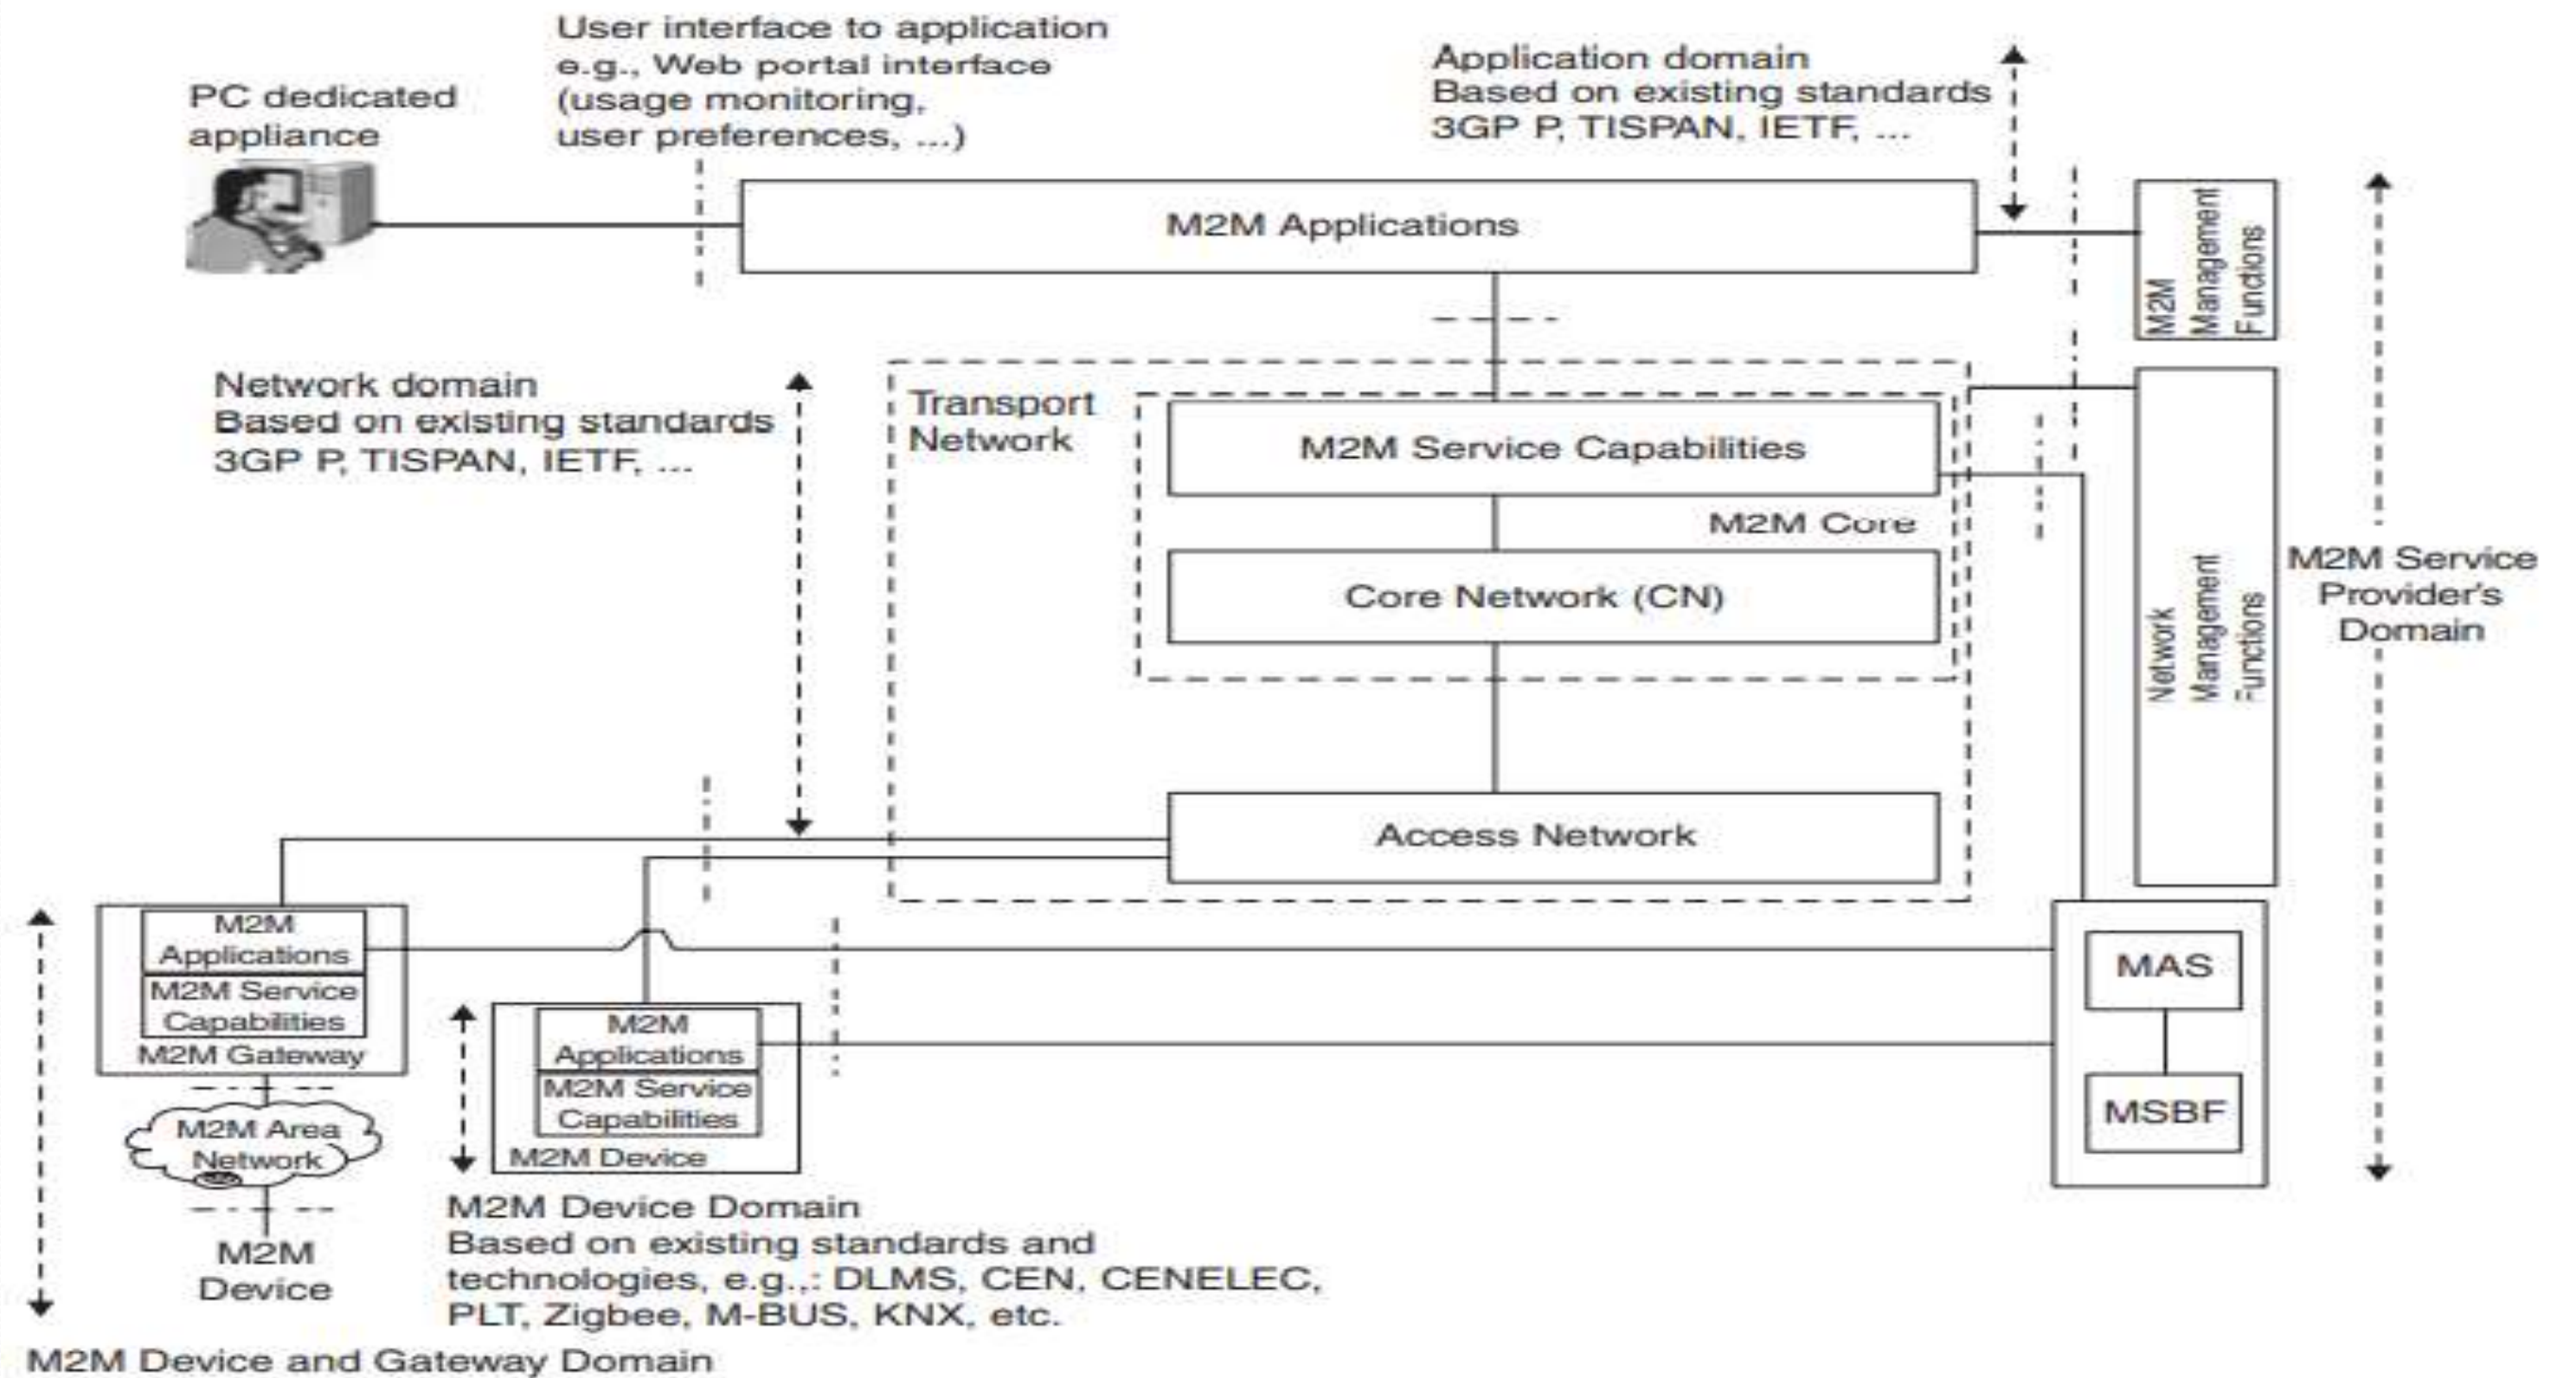 User interface to application
e.g., Web portal interface
(usage monitoring,
user preferences, ...)
PC dedicated
appliance
Application domain
Based on existing standards
3GP P, TISPAN, IETF, ...
M2M Applications
M2M
Management
Functions
Network domain
Based on existing standards
3GP P, TISPAN, IETF, ...
Transport
Network
M2M Service Capabilities
M2M Core
Core Network (CN)
Access Network
Network
Management
Functions
M2M Service
Provider's
Domain
M2M
Applications
M2M Service
Capabilities
M2M Gateway
M2M Area
Network
M2M
Device
M2M
Applications
M2M Service
Capabilities
M2M Device
MAS
MSBF
M2M Device Domain
Based on existing standards and
technologies, e.g.,: DLMS, CEN, CENELEC,
PLT, Zigbee, M-BUS, KNX, etc.
M2M Device and Gateway Domain